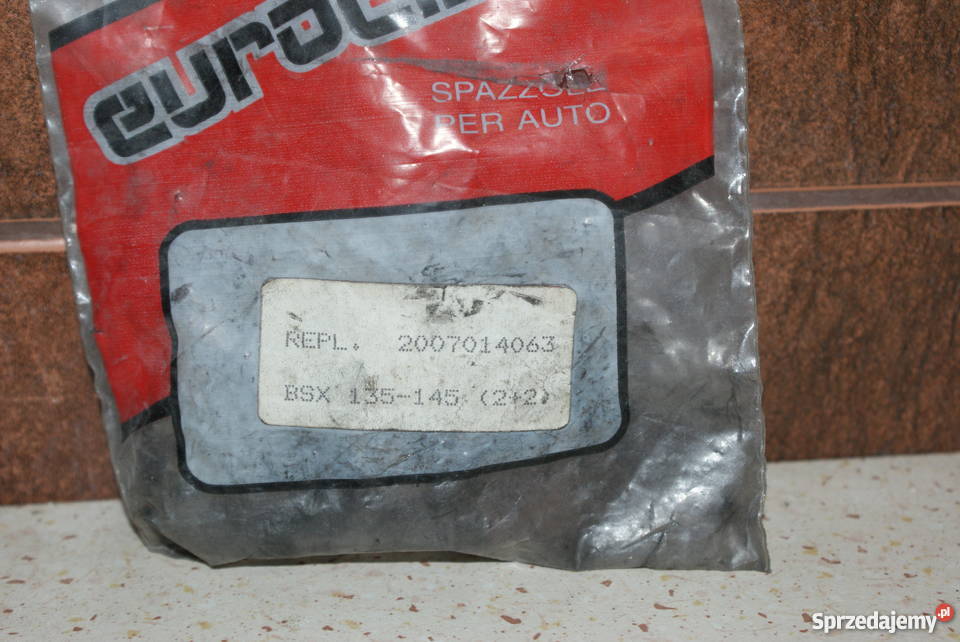 SPAZZOLE
PER AUTO
REPL. 2007014063
BSX 135-145 (2+2)
Sprzedajemy.pl